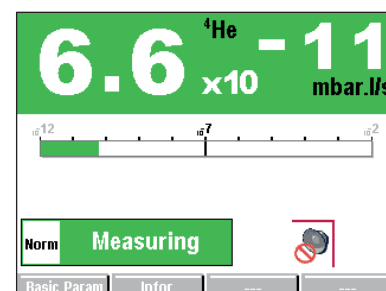 6.6 ⁴He x10 -11 mbar.l/s
10⁻¹² 10⁻⁷ 10⁻²
Norm Measuring
Basic Param Infor --- ---